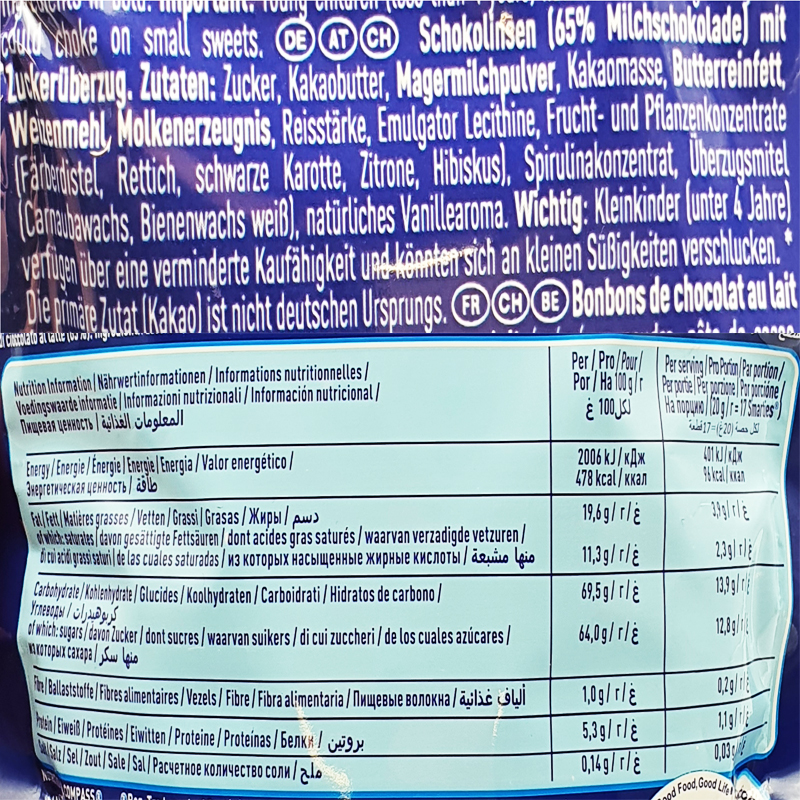 could choke on small sweets. DE AT CH Schokolinsen (65% Milchschokolade) mit
Zuckerüberzug. Zutaten: Zucker, Kakaobutter, Magermilchpulver, Kakaomasse, Butterreinfett,
Weizenmehl, Molkenerzeugnis, Reisstärke, Emulgator Lecithine, Frucht- und Pflanzenkonzentrate
(Färberdistel, Rettich, schwarze Karotte, Zitrone, Hibiskus), Spirulinakonzentrat, Überzugsmittel
(Carnaubawachs, Bienenwachs weiß), natürliches Vanillearoma. Wichtig: Kleinkinder (unter 4 Jahre)
verfügen über eine verminderte Kaufähigkeit und könnten sich an kleinen Süßigkeiten verschlucken. *
Die primäre Zutat (Kakao) ist nicht deutschen Ursprungs. FR CH BE Bonbons de chocolat au lait
Nutrition Information / Nährwertinformationen / Informations nutritionnelles /
Voedingswaarde informatie / Informazioni nutrizionali / Información nutricional /
Пищевая ценность / المعلومات الغذائية
Per / Pro / Pour /
Por / Ha 100 g / г
لكل 100 غ
Per serving / Pro Portion / Par portion /
Per portie / Per porzione / Por porción /
На порцию / (20 g / г = 17 Smarties®)
لكل حصة (20 غ) = 17 قطعة
Energy / Energie / Énergie / Energie / Energia / Valor energético /
Энергетическая ценность / طاقة
2006 kJ / кДж 401 kJ / кДж
478 kcal / ккал 96 kcal / ккал
Fat / Fett / Matières grasses / Vetten / Grassi / Grasas / Жиры / دسم 19,6 g / г / غ 3,9 g / г / غ
of which: saturates / davon gesättigte Fettsäuren / dont acides gras saturés / waarvan verzadigde vetzuren /
di cui acidi grassi saturi / de las cuales saturadas / из которых насыщенные жирные кислоты / منها مشبعة 11,3 g / г / غ 2,3 g / г / غ
Carbohydrate / Kohlenhydrate / Glucides / Koolhydraten / Carboidrati / Hidratos de carbono / 69,5 g / г / غ 13,9 g / г / غ
Углеводы / كربوهيدرات
of which: sugars / davon Zucker / dont sucres / waarvan suikers / di cui zuccheri / de los cuales azúcares / 64,0 g / г / غ 12,8 g / г / غ
из которых сахара / منها سكر
Fibre / Ballaststoffe / Fibres alimentaires / Vezels / Fibre / Fibra alimentaria / Пищевые волокна / ألياف غذائية 1,0 g / г / غ 0,2 g / г / غ
Protein / Eiweiß / Protéines / Eiwitten / Proteine / Proteínas / Белки / بروتين 5,3 g / г / غ 1,1 g / г / غ
Salt / Salz / Sel / Zout / Sale / Sal / Расчетное количество соли / ملح 0,14 g / г / غ 0,03 g
COMPASS® Good Food, Good Life